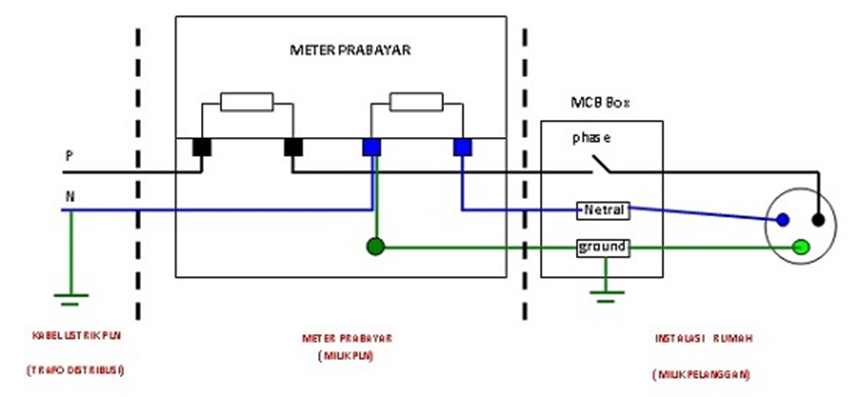 METER PRABAYAR
MCB Box
phase
P
N
Netral
ground
KABEL LISTRIK PLN
(TRAFO DISTRIBUSI)
METER PRABAYAR
(MILIK PLN)
INSTALASI RUMAH
(MILIK PELANGGAN)